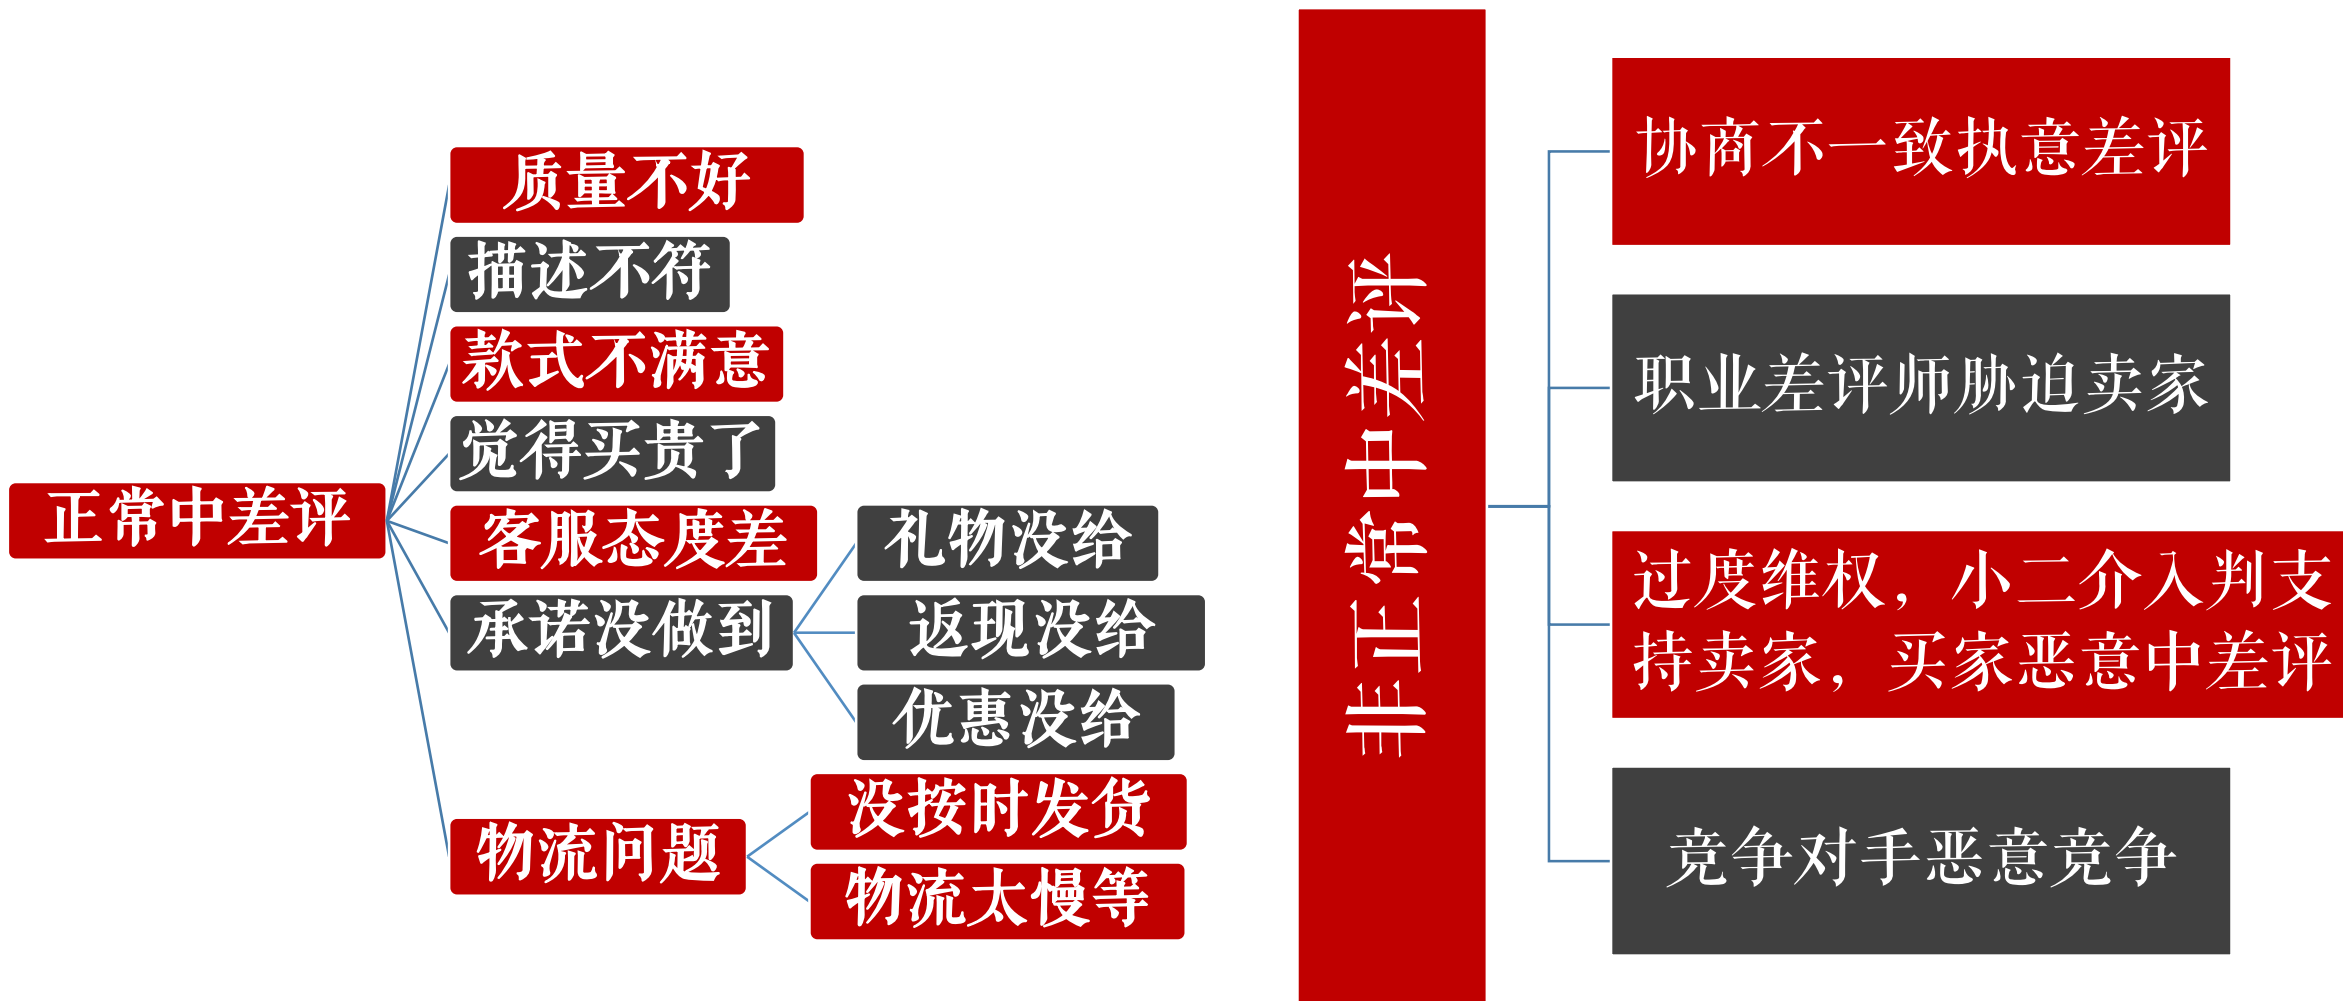 正常中差评
质量不好
描述不符
款式不满意
觉得买贵了
客服态度差
承诺没做到
礼物没给
返现没给
优惠没给
物流问题
没按时发货
物流太慢等
非正常中差评
协商不一致执意差评
职业差评师胁迫卖家
过度维权，小二介入判支
持卖家，买家恶意中差评
竞争对手恶意竞争